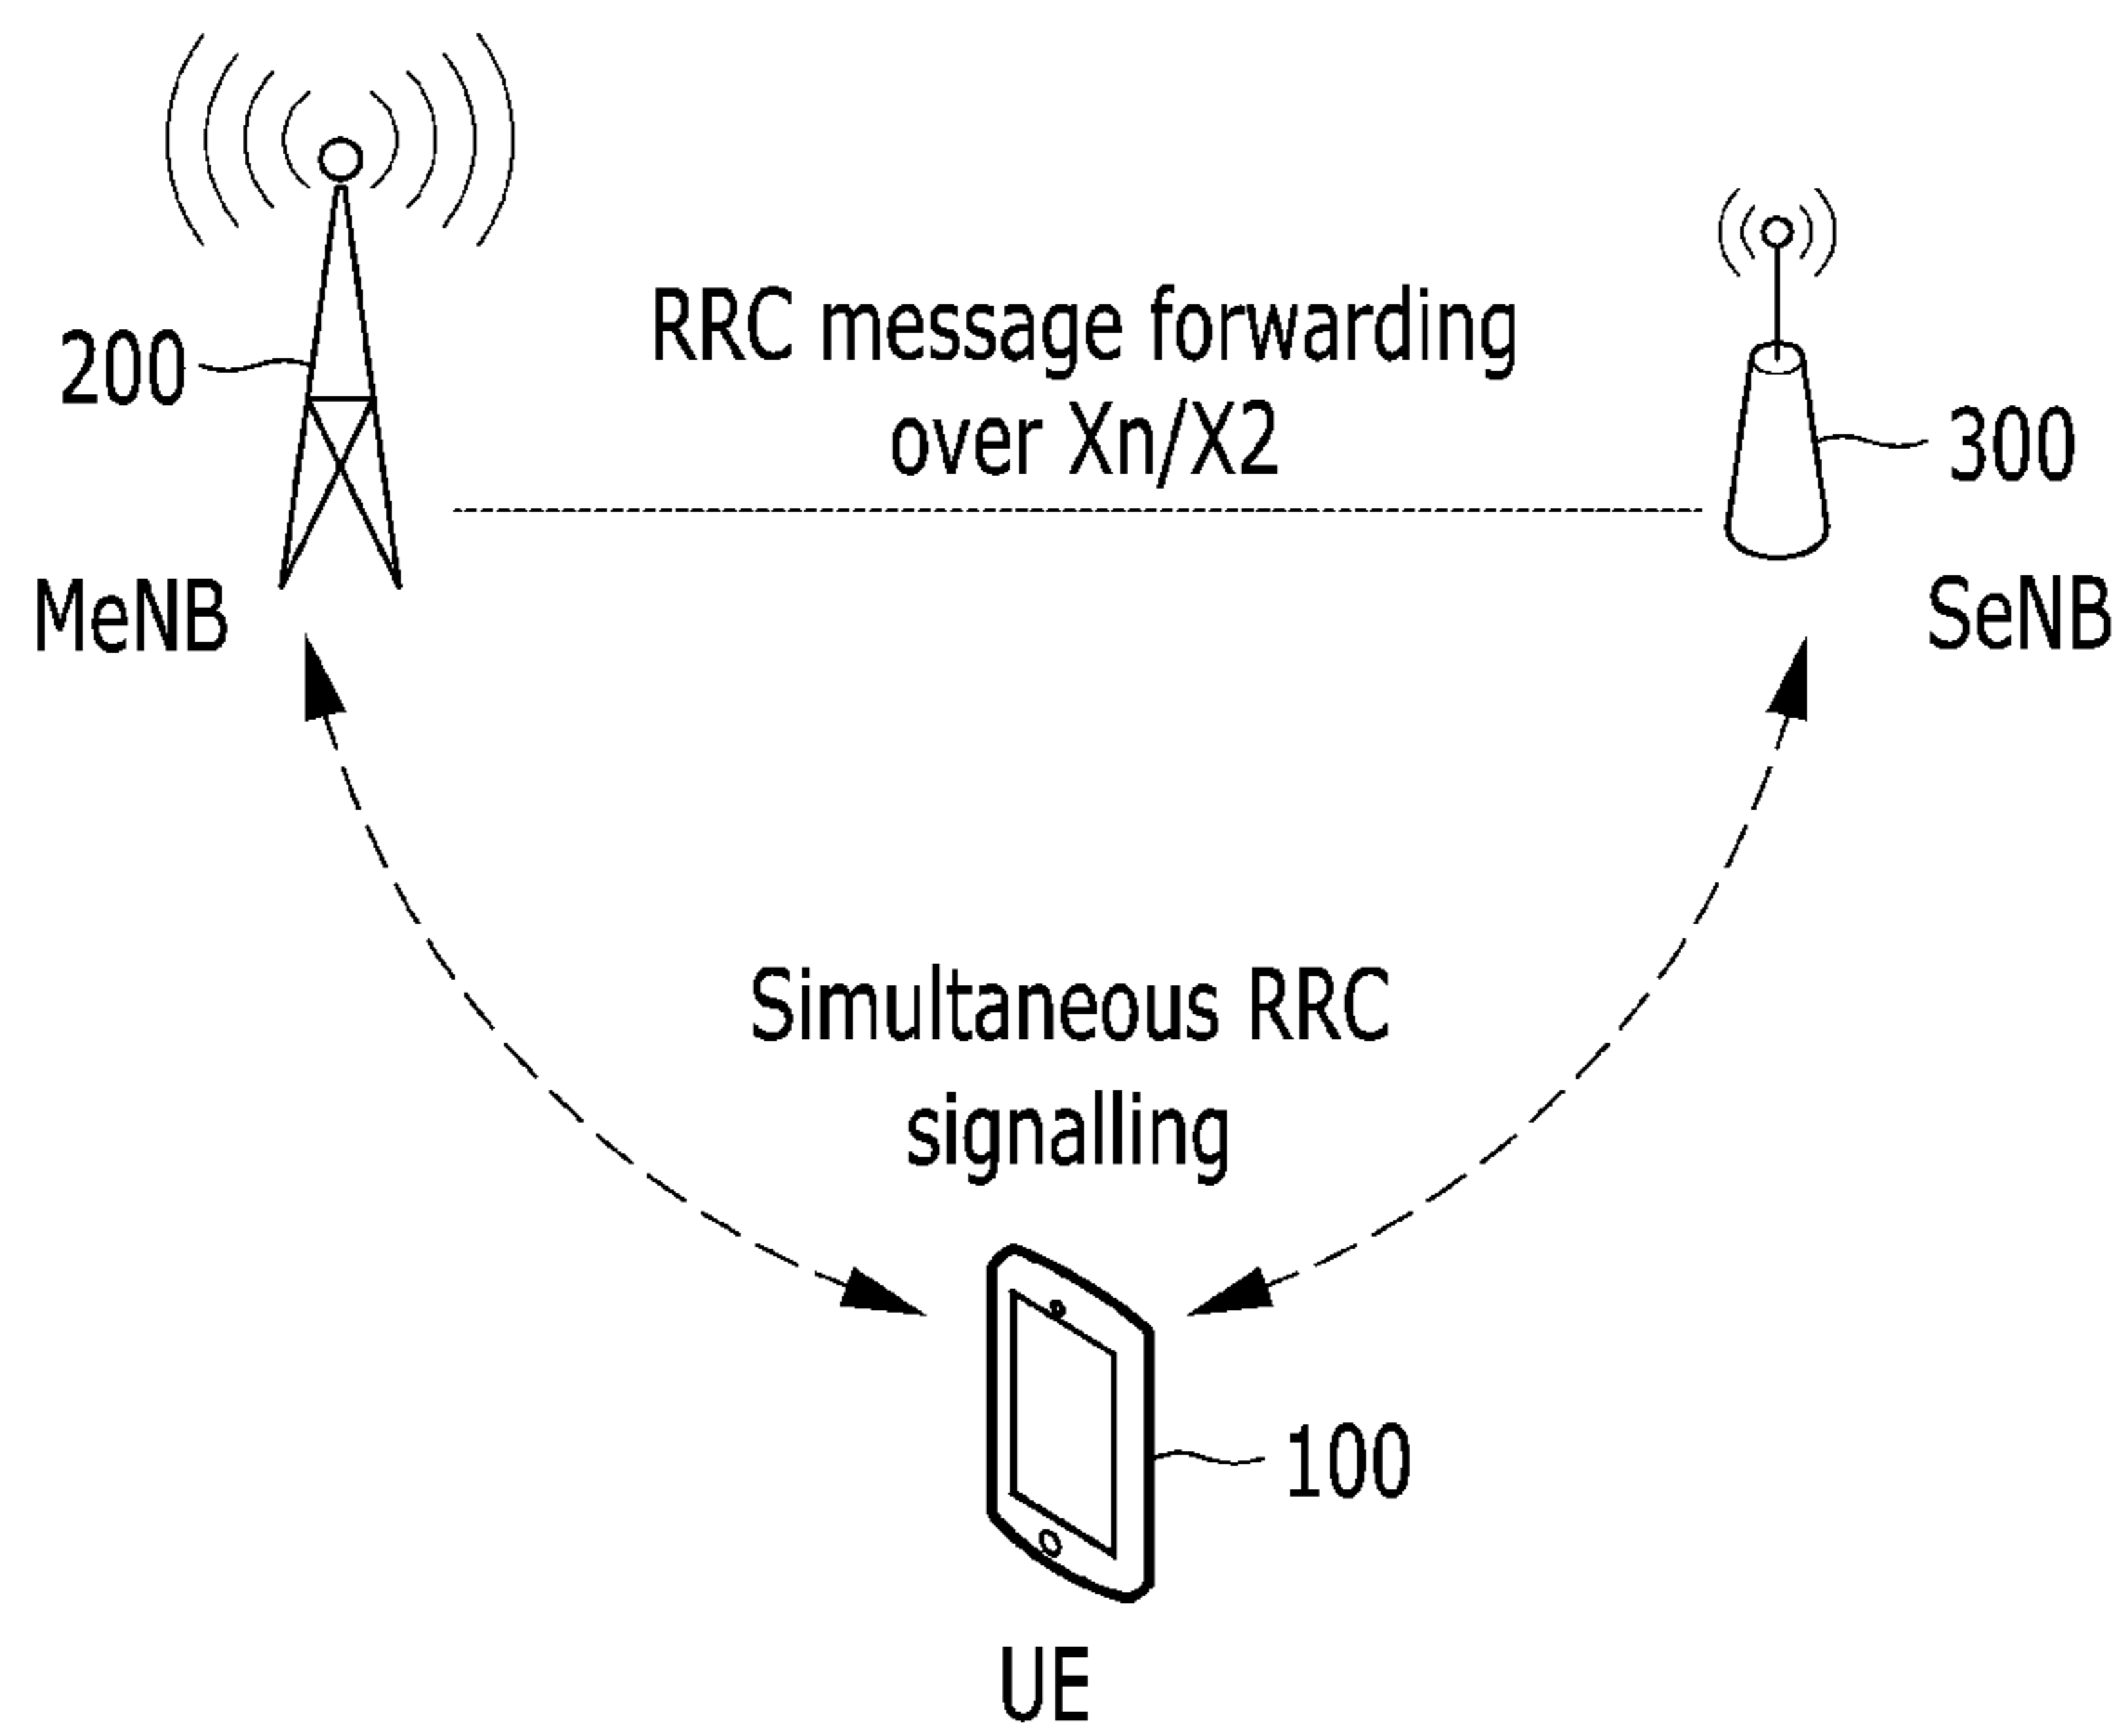 200
RRC message forwarding
over Xn/X2
300
MeNB
SeNB
Simultaneous RRC
signalling
100
UE